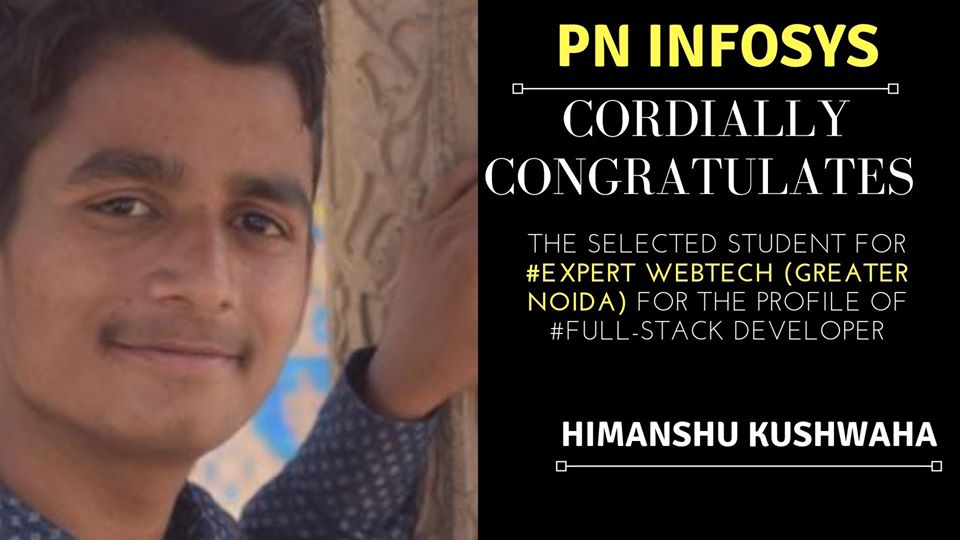 PN INFOSYS
CORDIALLY
CONGRATULATES
THE SELECTED STUDENT FOR
#EXPERT WEBTECH (GREATER
NOIDA) FOR THE PROFILE OF
#FULL-STACK DEVELOPER
HIMANSHU KUSHWAHA